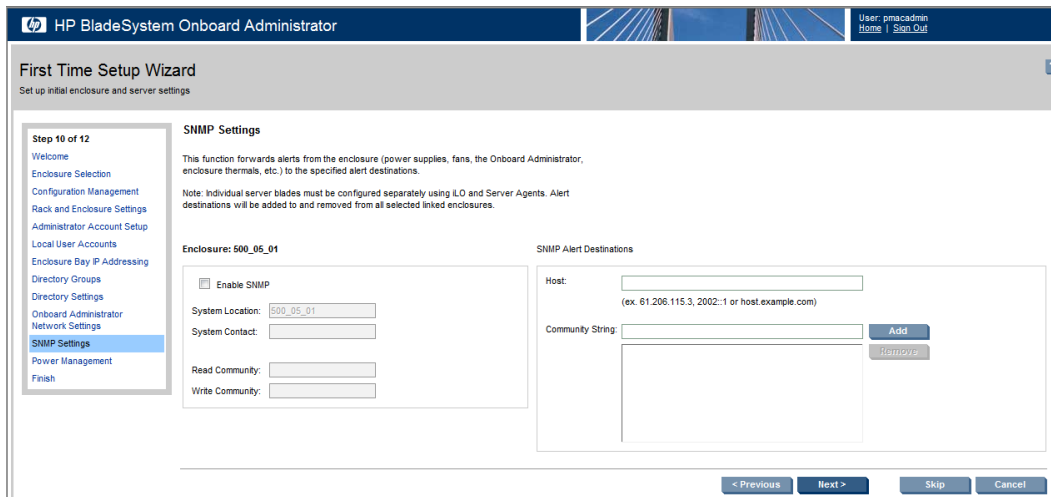 hp HP BladeSystem Onboard Administrator
User: pmacadmin
Home | Sign Out
First Time Setup Wizard
Set up initial enclosure and server settings
Step 10 of 12
Welcome
Enclosure Selection
Configuration Management
Rack and Enclosure Settings
Administrator Account Setup
Local User Accounts
Enclosure Bay IP Addressing
Directory Groups
Directory Settings
Onboard Administrator
Network Settings
SNMP Settings
Power Management
Finish
SNMP Settings
This function forwards alerts from the enclosure (power supplies, fans, the Onboard Administrator,
enclosure thermals, etc.) to the specified alert destinations.
Note: Individual server blades must be configured separately using iLO and Server Agents. Alert
destinations will be added to and removed from all selected linked enclosures.
Enclosure: 500_05_01
Enable SNMP
System Location: 500_05_01
System Contact:
Read Community:
Write Community:
SNMP Alert Destinations
Host:
(ex. 61.206.115.3, 2002::1 or host.example.com)
Community String:
Add
Remove
< Previous
Next >
Skip
Cancel